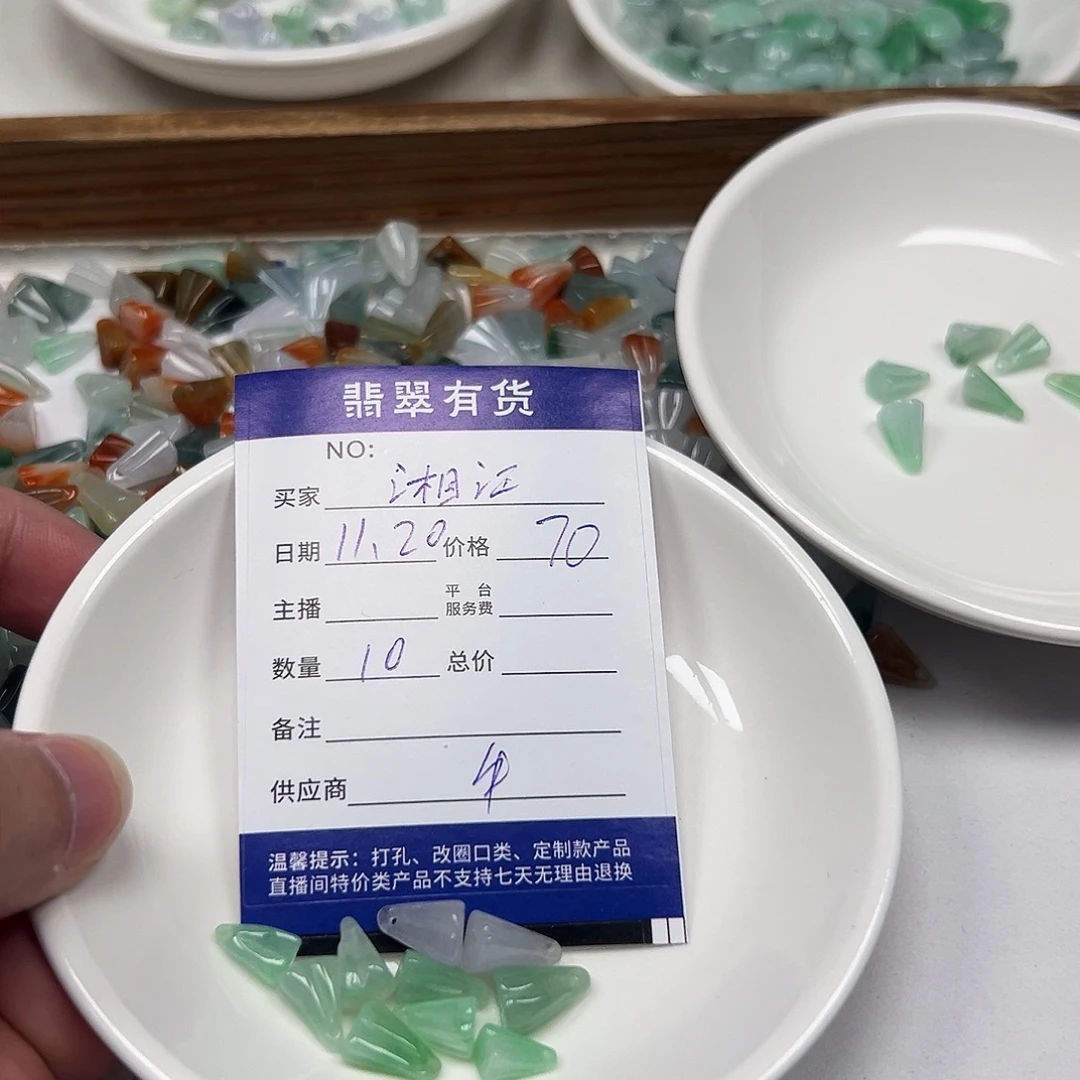 翡翠有货
NO:
买家 湘江
日期 11.20 价格 70
主播 平台服务费
数量 10 总价
备注
供应商
温馨提示：打孔、改圈口类、定制款产品
直播间特价类产品不支持七天无理由退换